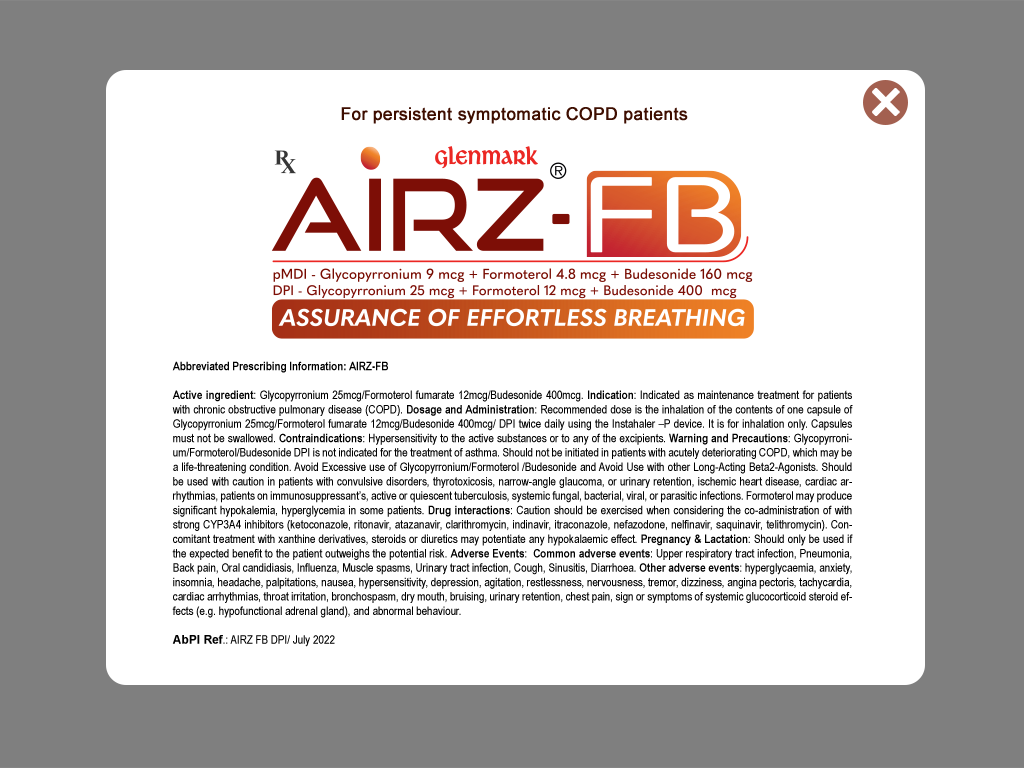 For persistent symptomatic COPD patients
Rx
glenmark
AiRZ®-FB
pMDI - Glycopyrronium 9 mcg + Formoterol 4.8 mcg + Budesonide 160 mcg
DPI - Glycopyrronium 25 mcg + Formoterol 12 mcg + Budesonide 400 mcg
ASSURANCE OF EFFORTLESS BREATHING
Abbreviated Prescribing Information: AIRZ-FB
Active ingredient: Glycopyrronium 25mcg/Formoterol fumarate 12mcg/Budesonide 400mcg. Indication: Indicated as maintenance treatment for patients
with chronic obstructive pulmonary disease (COPD). Dosage and Administration: Recommended dose is the inhalation of the contents of one capsule of
Glycopyrronium 25mcg/Formoterol fumarate 12mcg/Budesonide 400mcg/ DPI twice daily using the Instahaler –P device. It is for inhalation only. Capsules
must not be swallowed. Contraindications: Hypersensitivity to the active substances or to any of the excipients. Warning and Precautions: Glycopyrroni-
um/Formoterol/Budesonide DPI is not indicated for the treatment of asthma. Should not be initiated in patients with acutely deteriorating COPD, which may be
a life-threatening condition. Avoid Excessive use of Glycopyrronium/Formoterol /Budesonide and Avoid Use with other Long-Acting Beta2-Agonists. Should
be used with caution in patients with convulsive disorders, thyrotoxicosis, narrow-angle glaucoma, or urinary retention, ischemic heart disease, cardiac ar-
rhythmias, patients on immunosuppressant's, active or quiescent tuberculosis, systemic fungal, bacterial, viral, or parasitic infections. Formoterol may produce
significant hypokalemia, hyperglycemia in some patients. Drug interactions: Caution should be exercised when considering the co-administration of with
strong CYP3A4 inhibitors (ketoconazole, ritonavir, atazanavir, clarithromycin, indinavir, itraconazole, nefazodone, nelfinavir, saquinavir, telithromycin). Con-
comitant treatment with xanthine derivatives, steroids or diuretics may potentiate any hypokalaemic effect. Pregnancy & Lactation: Should only be used if
the expected benefit to the patient outweighs the potential risk. Adverse Events: Common adverse events: Upper respiratory tract infection, Pneumonia,
Back pain, Oral candidiasis, Influenza, Muscle spasms, Urinary tract infection, Cough, Sinusitis, Diarrhoea. Other adverse events: hyperglycaemia, anxiety,
insomnia, headache, palpitations, nausea, hypersensitivity, depression, agitation, restlessness, nervousness, tremor, dizziness, angina pectoris, tachycardia,
cardiac arrhythmias, throat irritation, bronchospasm, dry mouth, bruising, urinary retention, chest pain, sign or symptoms of systemic glucocorticoid steroid ef-
fects (e.g. hypofunctional adrenal gland), and abnormal behaviour.
AbPI Ref.: AIRZ FB DPI/ July 2022